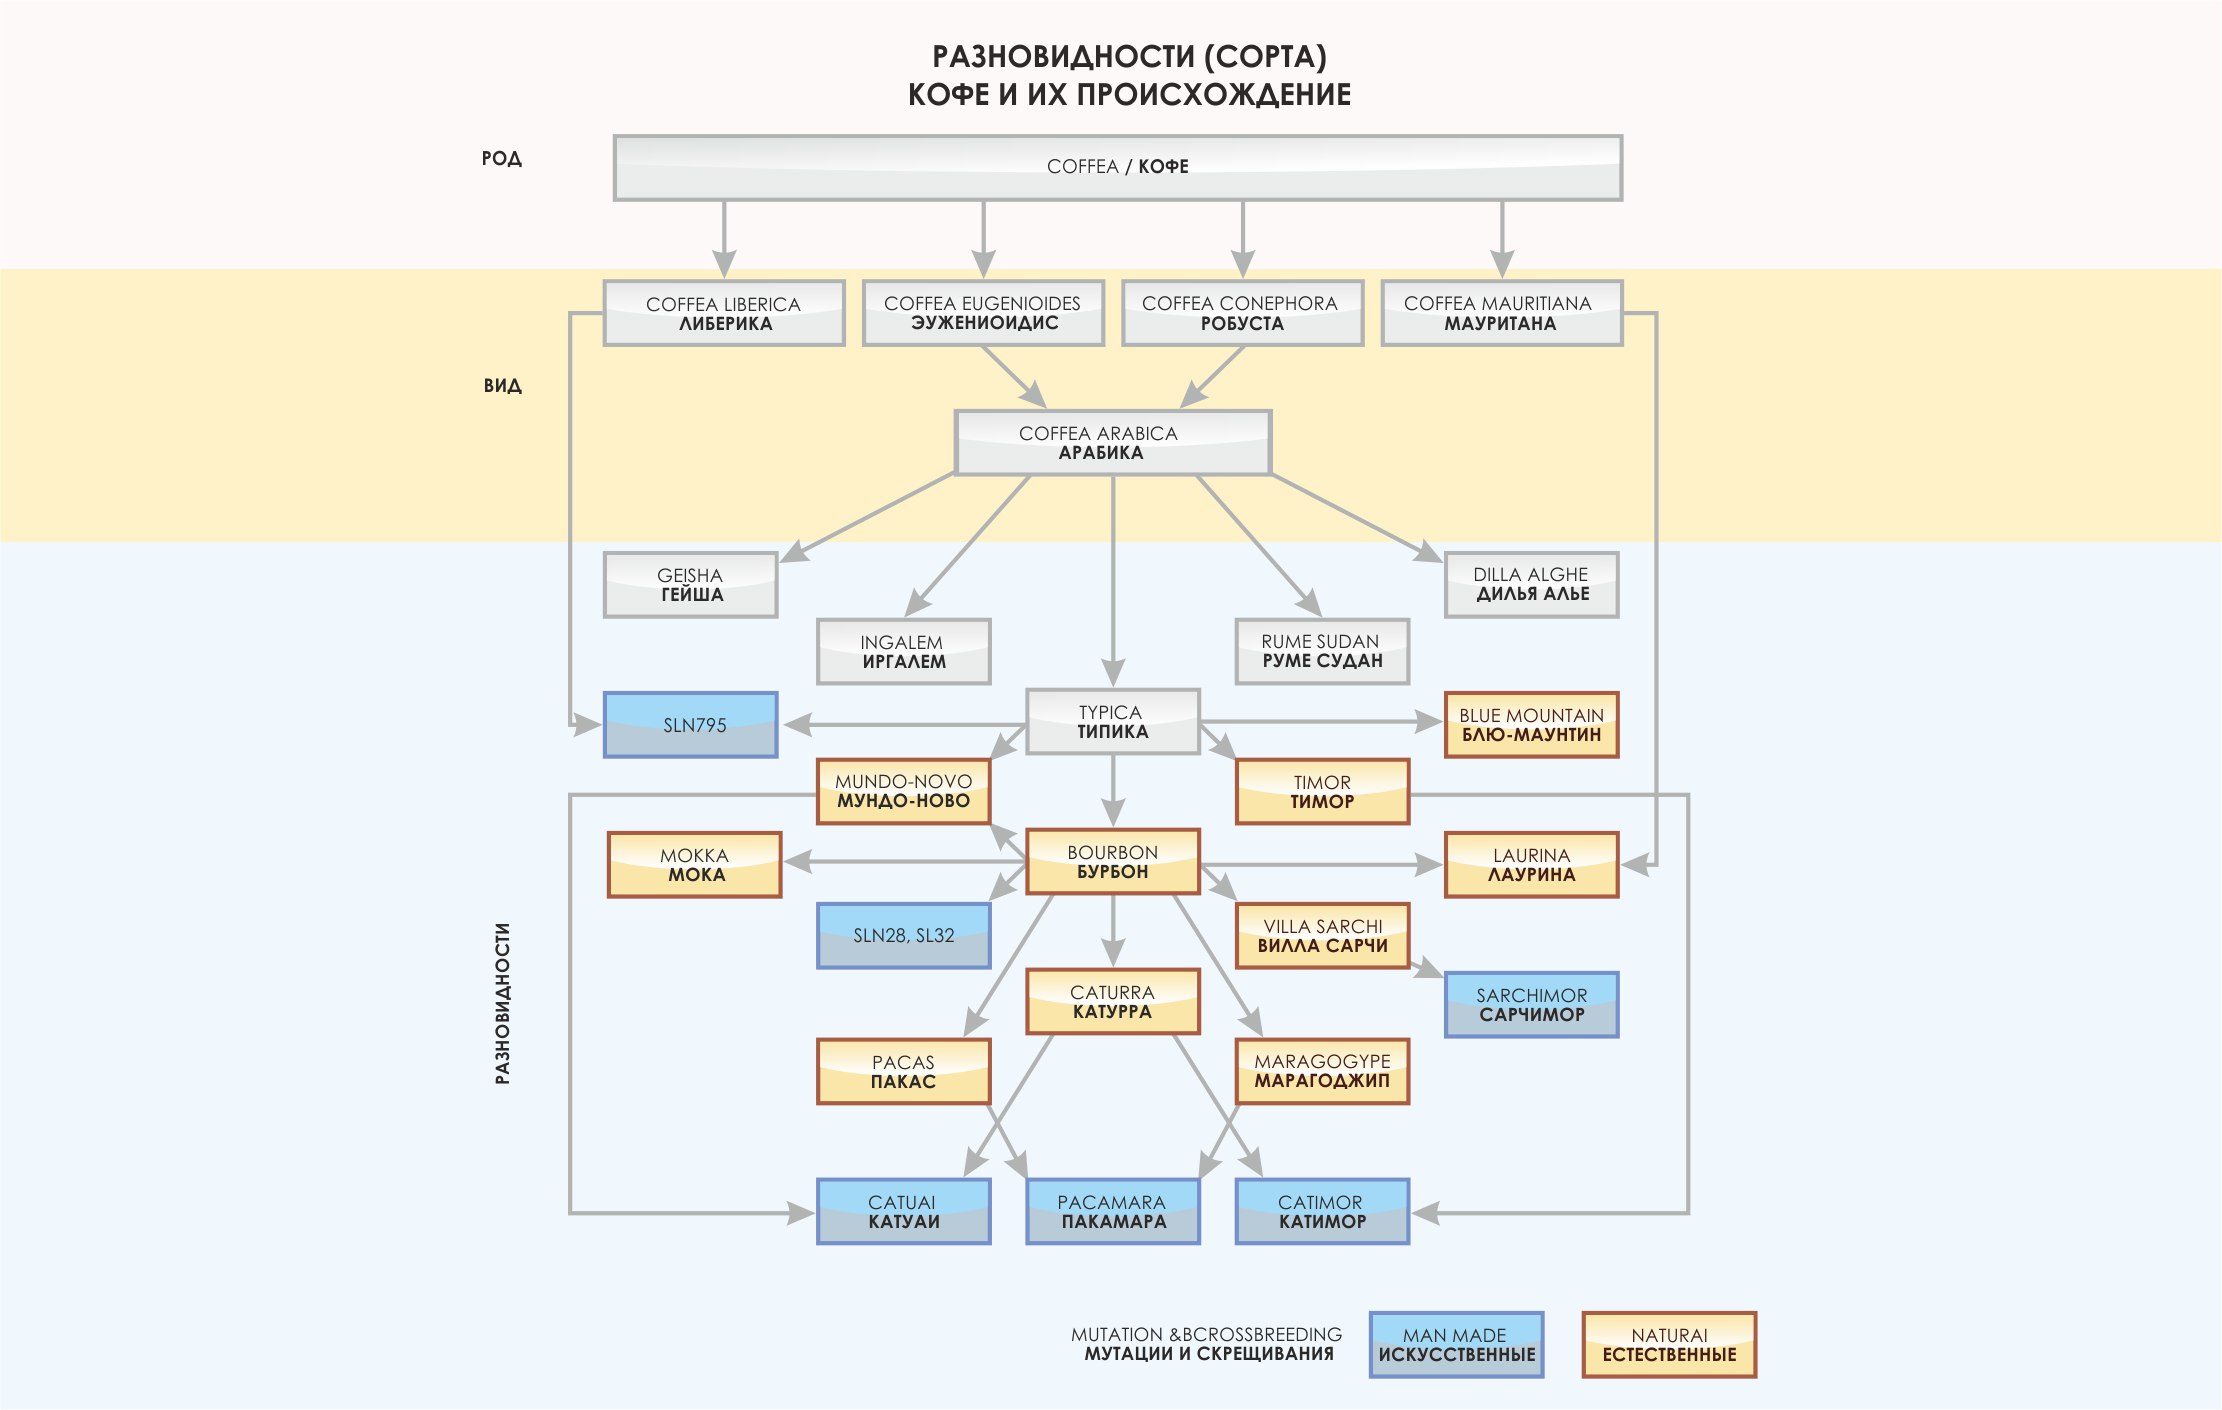 РАЗНОВИДНОСТИ (СОРТА)
КОФЕ И ИХ ПРОИСХОЖДЕНИЕ
РОД
COFFEA / КОФЕ
COFFEA LIBERICA
ЛИБЕРИКА
COFFEA EUGENIOIDES
ЭУЖЕНИОИДИС
COFFEA CONEPHORA
РОБУСТА
COFFEA MAURITIANA
МАУРИТАНА
ВИД
COFFEA ARABICA
АРАБИКА
GEISHA
ГЕЙША
DILLA ALGHE
ДИЛЬЯ АЛЬЕ
INGALEM
ИРГАЛЕМ
RUME SUDAN
РУМЕ СУДАН
SLN795
TYPICA
ТИПИКА
BLUE MOUNTAIN
БЛЮ-МАУНТИН
MUNDO-NOVO
МУНДО-НОВО
TIMOR
ТИМОР
MOKKA
МОКА
BOURBON
БУРБОН
LAURINA
ЛАУРИНА
SLN28, SL32
VILLA SARCHI
ВИЛЛА САРЧИ
РАЗНОВИДНОСТИ
CATURRA
КАТУРРА
SARCHIMOR
САРЧИМОР
PACAS
ПАКАС
MARAGOGYPE
МАРАГОДЖИП
CATUAI
КАТУАИ
PACAMARA
ПАКАМАРА
CATIMOR
КАТИМОР
MUTATION &BCROSSBREEDING
МУТАЦИИ И СКРЕЩИВАНИЯ
MAN MADE
ИСКУССТВЕННЫЕ
NATURAI
ЕСТЕСТВЕННЫЕ